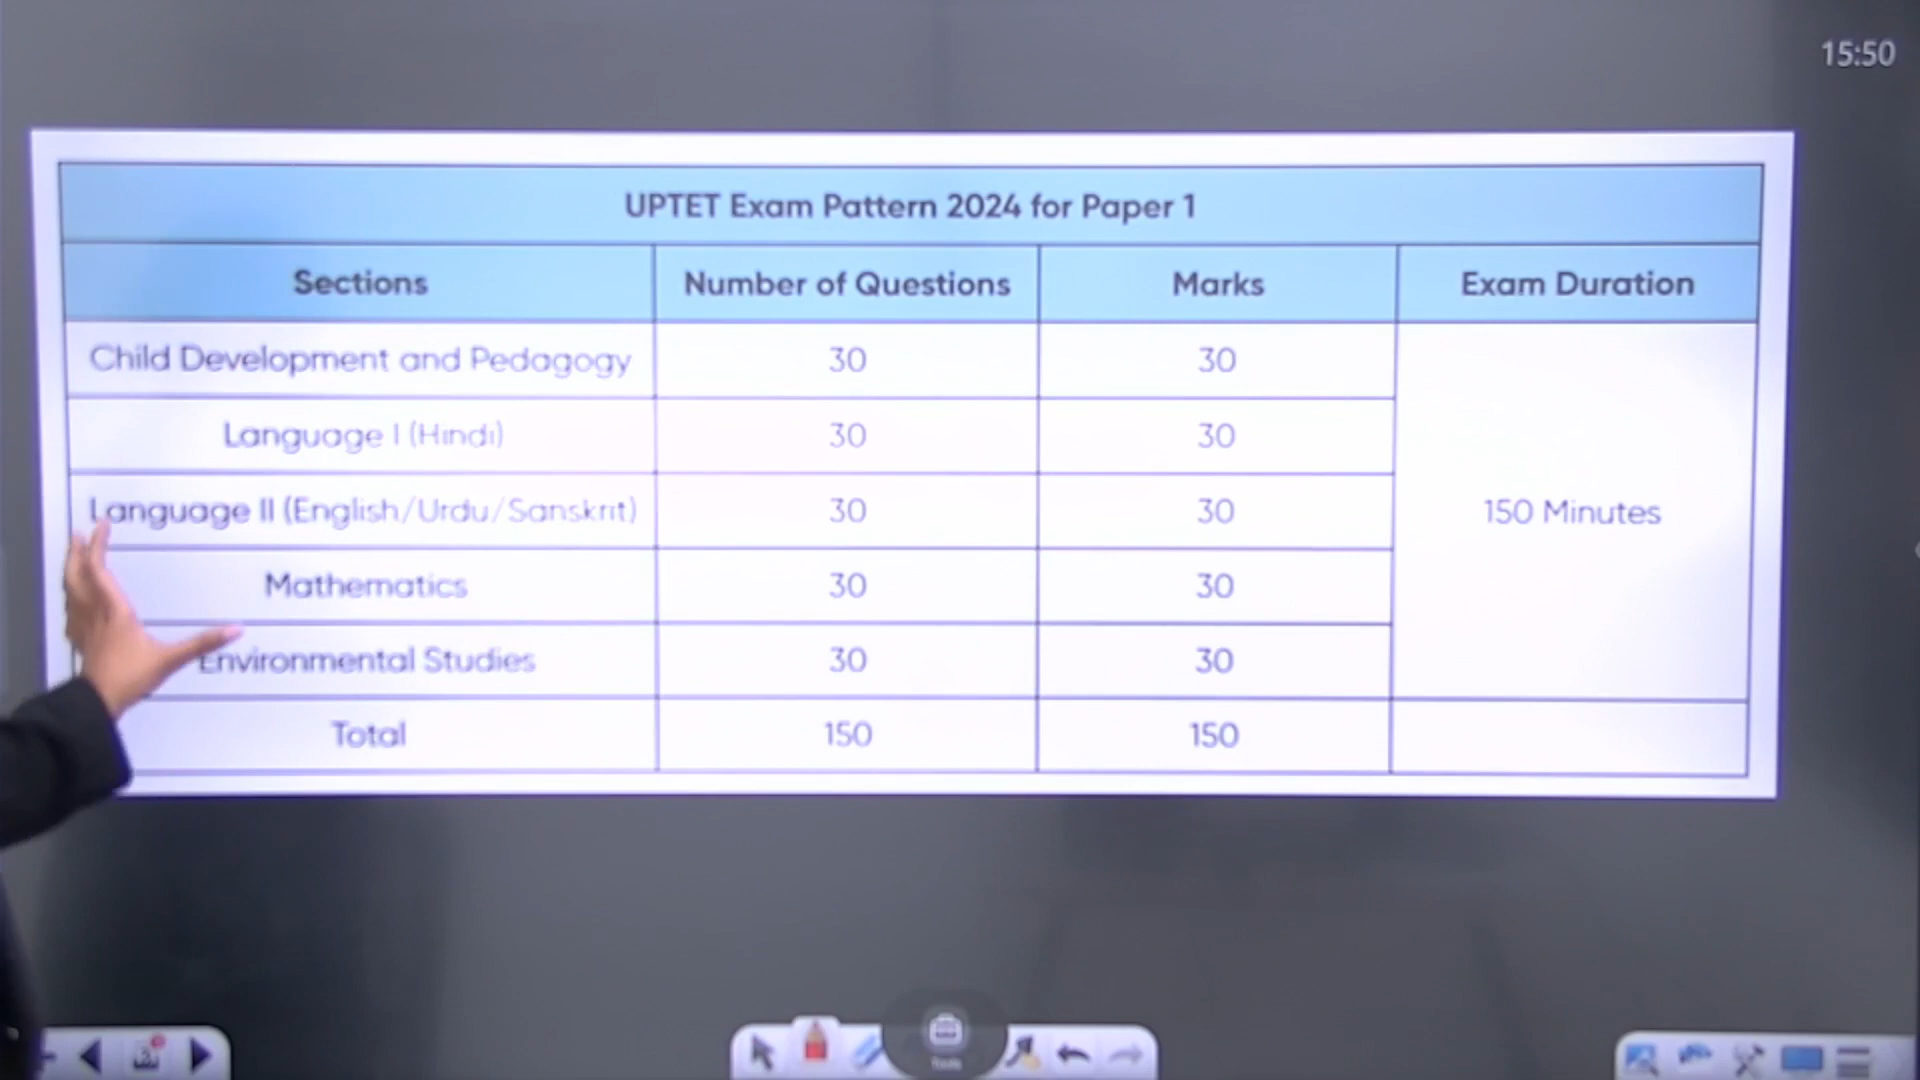 15:50
UPTET Exam Pattern 2024 for Paper 1
Sections Number of Questions Marks Exam Duration
Child Development and Pedagogy 30 30
Language I (Hindi) 30 30
Language II (English/Urdu/Sanskrit) 30 30 150 Minutes
Mathematics 30 30
Environmental Studies 30 30
Total 150 150
Tools